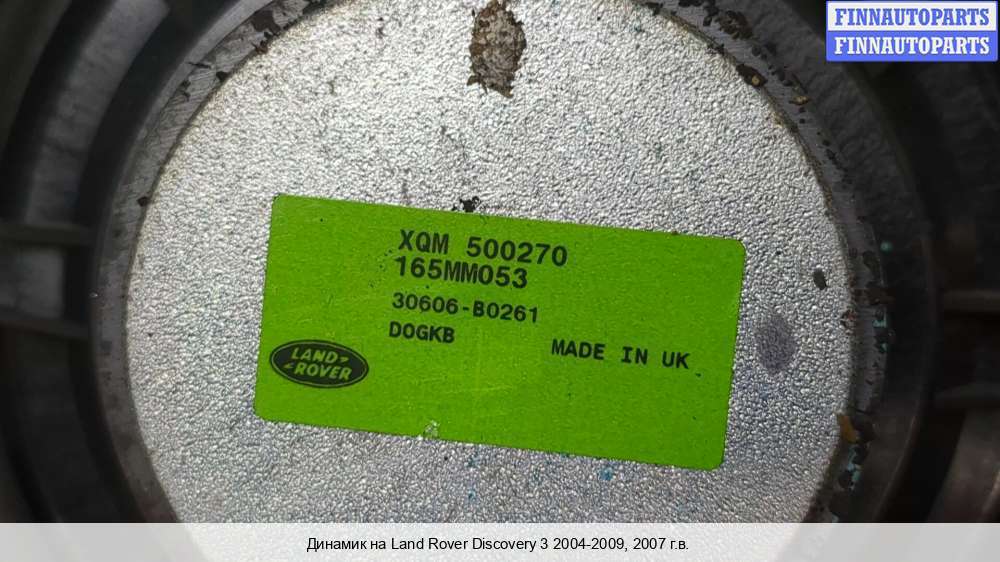 FINNAUTOPARTS
FINNAUTOPARTS
XQM 500270
165MM053
30606-B0261
DOGKB
LAND-
-ROVER
MADE IN UK
Динамик на Land Rover Discovery 3 2004-2009, 2007 г.в.